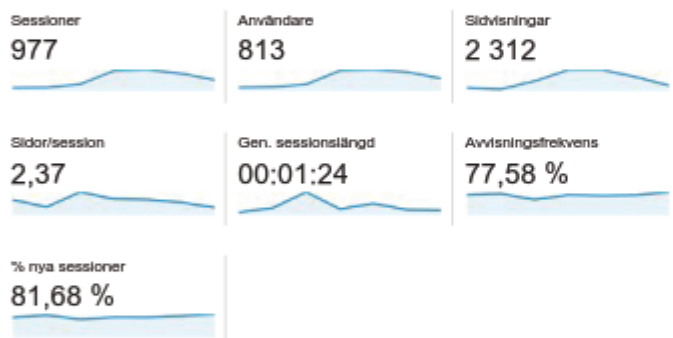 Sessioner
977
Användare
813
Sidvisningar
2 312
Sidor/session
2,37
Gen. sessionslängd
00:01:24
Avvisningsfrekvens
77,58 %
% nya sessioner
81,68 %